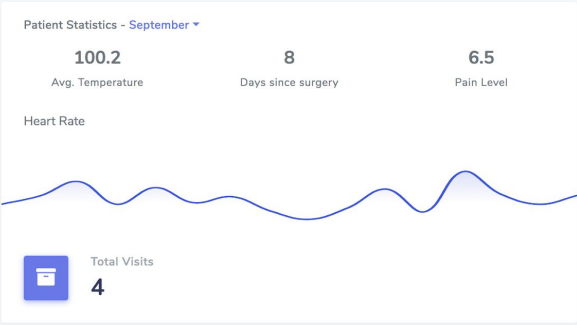 Patient Statistics - September
100.2
8
6.5
Avg. Temperature
Days since surgery
Pain Level
Heart Rate
Total Visits
4